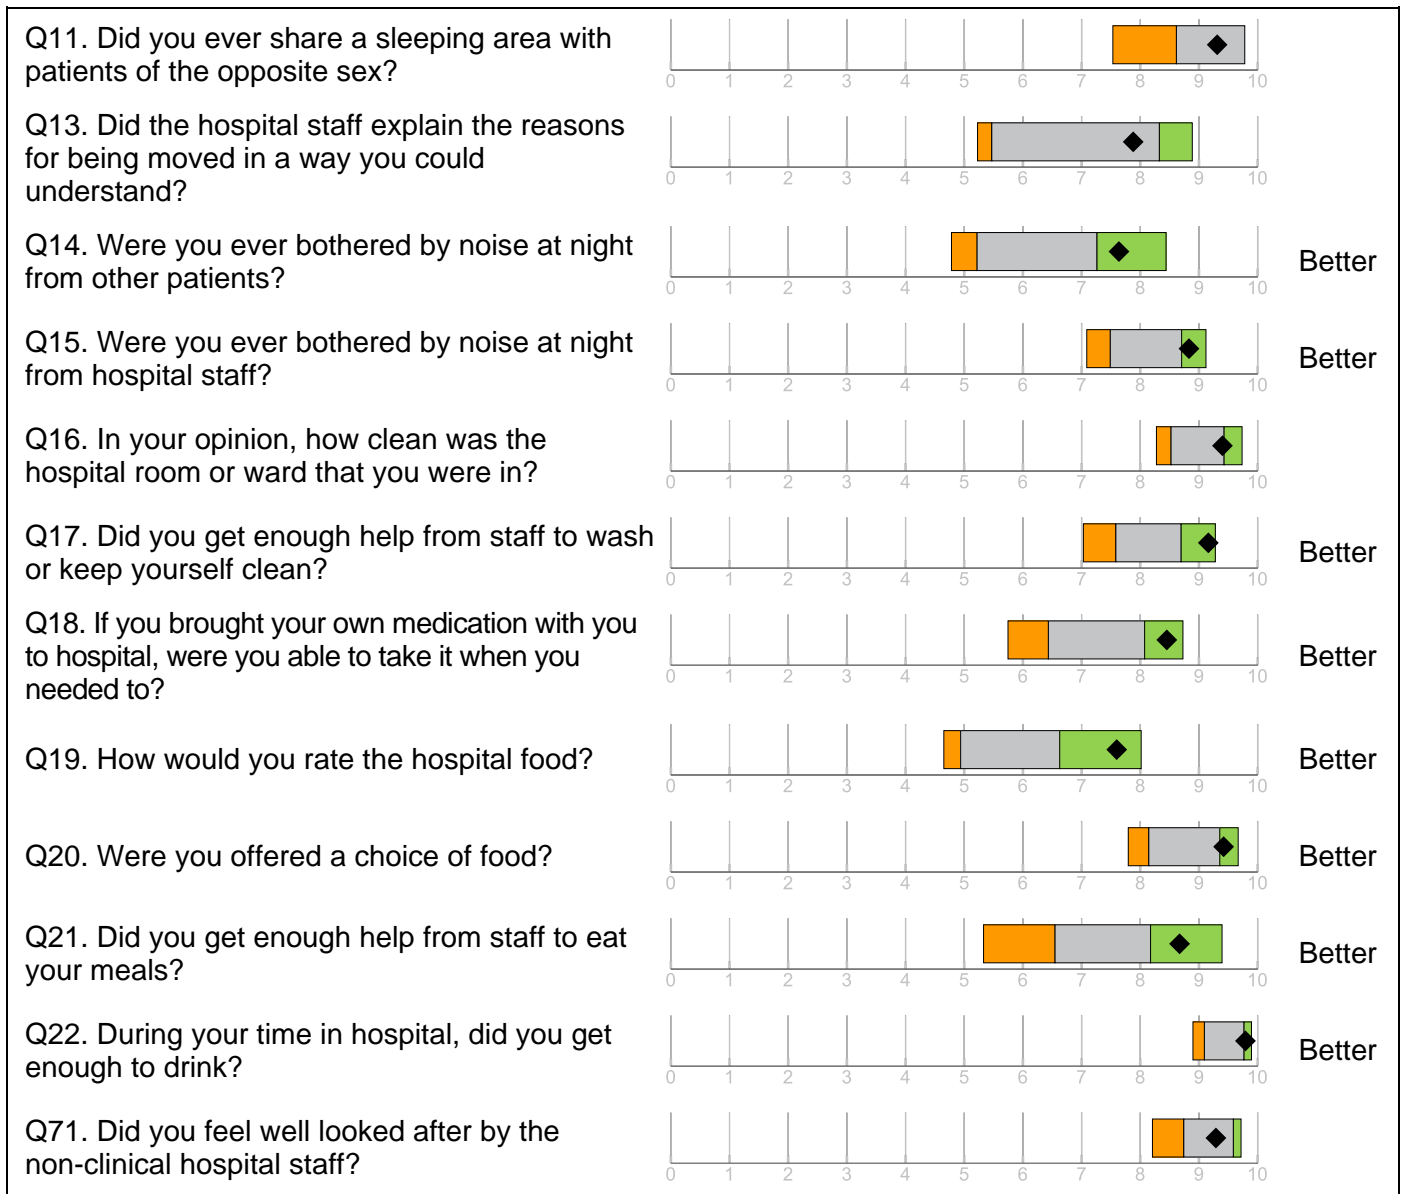 Q11. Did you ever share a sleeping area with
patients of the opposite sex?
0 1 2 3 4 5 6 7 8 9 10
Q13. Did the hospital staff explain the reasons
for being moved in a way you could
understand?
0 1 2 3 4 5 6 7 8 9 10
Q14. Were you ever bothered by noise at night
from other patients?
Better
0 1 2 3 4 5 6 7 8 9 10
Q15. Were you ever bothered by noise at night
from hospital staff?
Better
0 1 2 3 4 5 6 7 8 9 10
Q16. In your opinion, how clean was the
hospital room or ward that you were in?
0 1 2 3 4 5 6 7 8 9 10
Q17. Did you get enough help from staff to wash
or keep yourself clean?
Better
0 1 2 3 4 5 6 7 8 9 10
Q18. If you brought your own medication with you
to hospital, were you able to take it when you
needed to?
Better
0 1 2 3 4 5 6 7 8 9 10
Q19. How would you rate the hospital food?
Better
0 1 2 3 4 5 6 7 8 9 10
Q20. Were you offered a choice of food?
Better
0 1 2 3 4 5 6 7 8 9 10
Q21. Did you get enough help from staff to eat
your meals?
Better
0 1 2 3 4 5 6 7 8 9 10
Q22. During your time in hospital, did you get
enough to drink?
Better
0 1 2 3 4 5 6 7 8 9 10
Q71. Did you feel well looked after by the
non-clinical hospital staff?
0 1 2 3 4 5 6 7 8 9 10